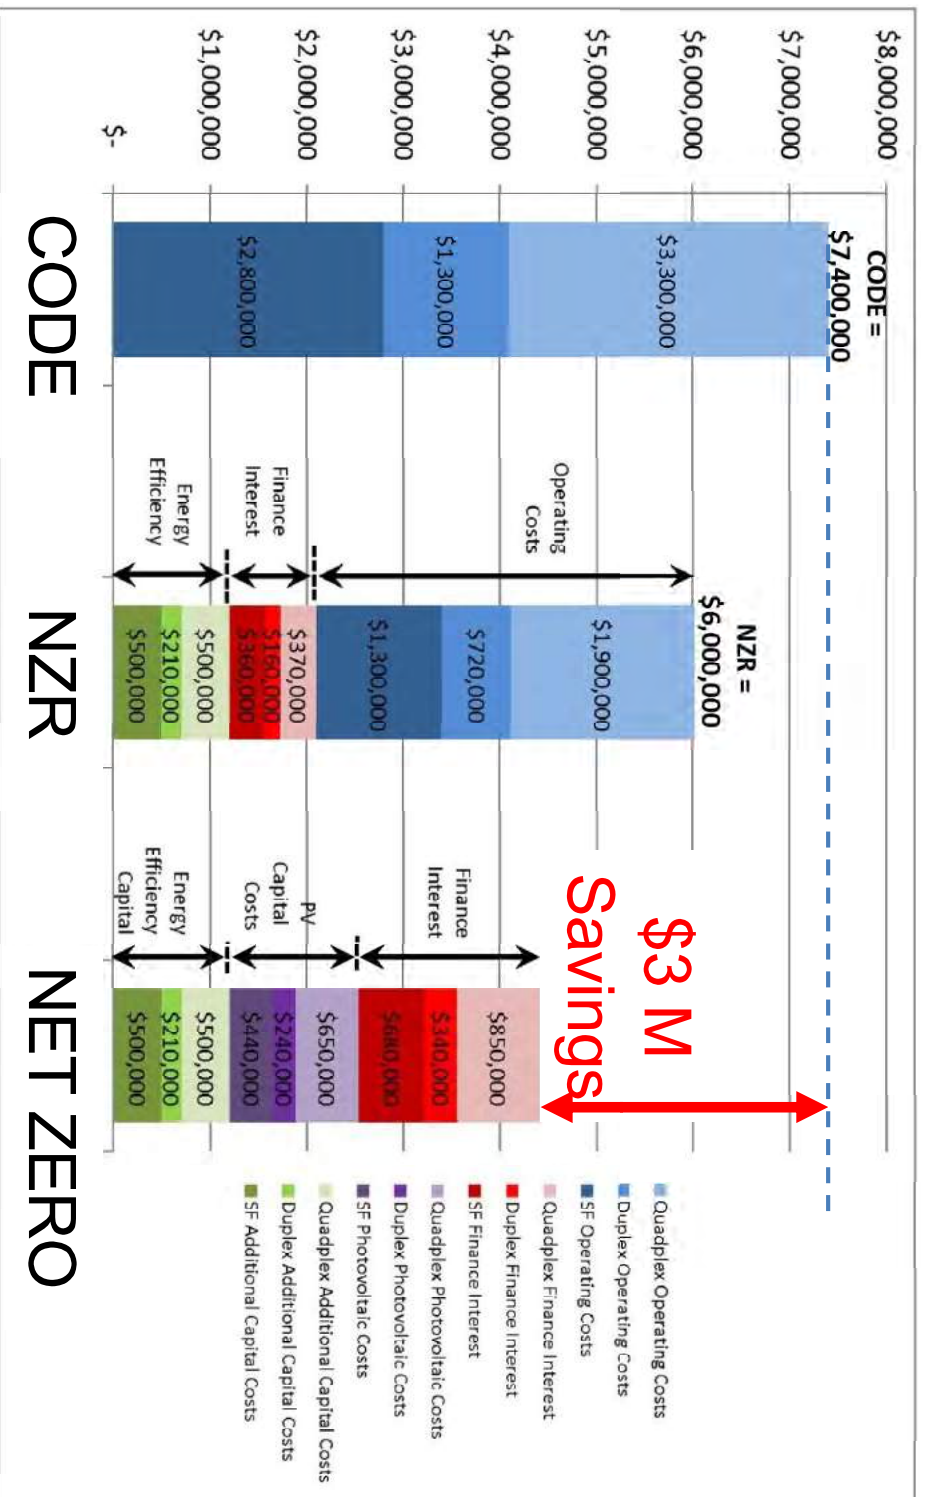 $8,000,000
$7,000,000
$6,000,000
$5,000,000
$4,000,000
$3,000,000
$2,000,000
$1,000,000
$-
CODE =
$7,400,000
$3,300,000
$1,300,000
$2,800,000
CODE
Operating
Costs
Finance
Interest
Energy
Efficiency
NZR =
$6,000,000
$1,900,000
$720,000
$1,300,000
$370,000
$160,000
$360,000
$500,000
$210,000
$500,000
NZR
$3 M
Savings
Finance
Interest
PV
Capital
Costs
Energy
Efficiency
Capital
$850,000
$340,000
$680,000
$650,000
$240,000
$440,000
$500,000
$210,000
$500,000
NET ZERO
Quadplex Operating Costs
Duplex Operating Costs
SF Operating Costs
Quadplex Finance Interest
Duplex Finance Interest
SF Finance Interest
Quadplex Photovoltaic Costs
Duplex Photovoltaic Costs
SF Photovoltaic Costs
Quadplex Additional Capital Costs
Duplex Additional Capital Costs
SF Additional Capital Costs